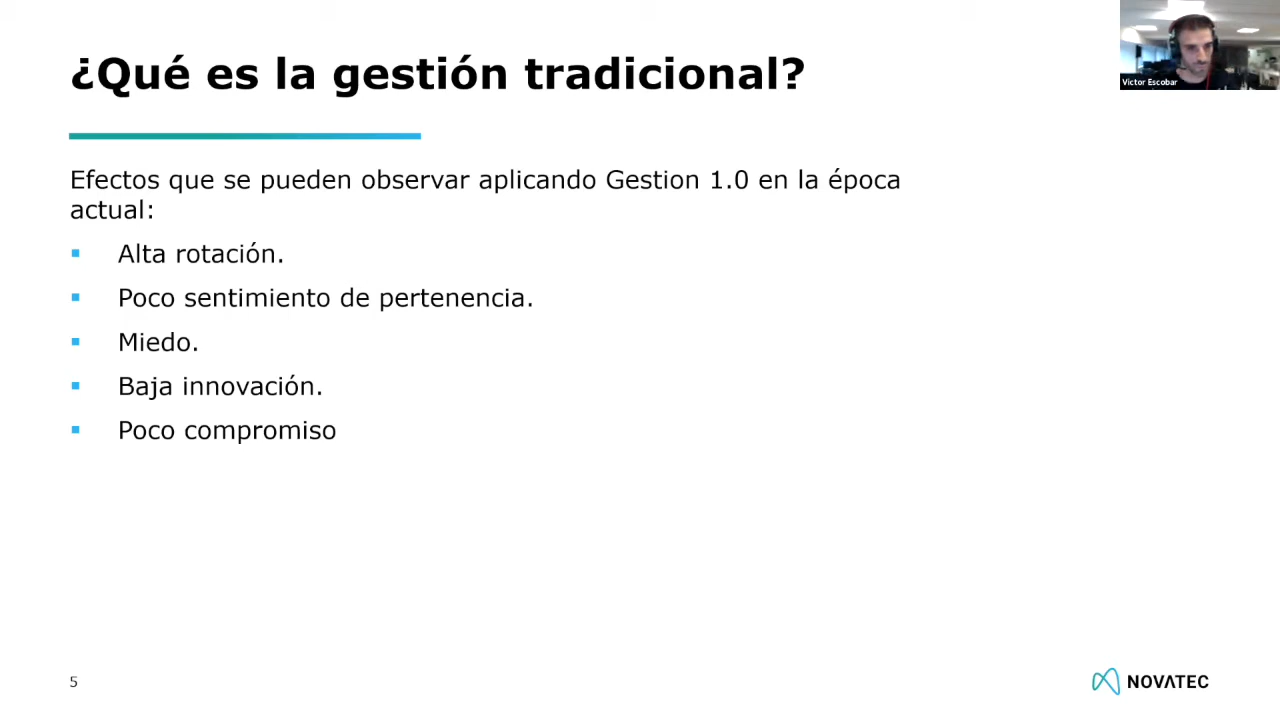 ¿Qué es la gestión tradicional?
Victor Escobar
Efectos que se pueden observar aplicando Gestion 1.0 en la época
actual:
▪ Alta rotación.
▪ Poco sentimiento de pertenencia.
▪ Miedo.
▪ Baja innovación.
▪ Poco compromiso
5
NOVATEC